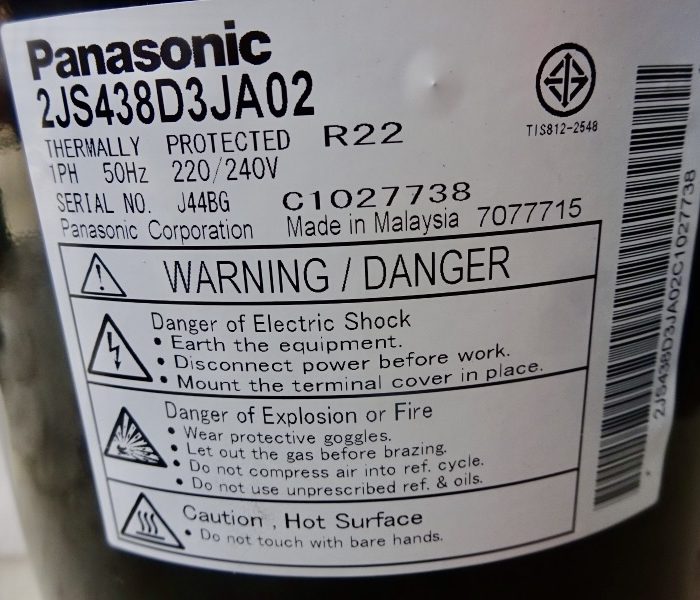 Panasonic
2JS438D3JA02
THERMALLY PROTECTED R22
1PH 50Hz 220/240V
SERIAL NO. J44BG C1027738
Panasonic Corporation Made in Malaysia 7077715
TIS812-2548
WARNING / DANGER
Danger of Electric Shock
• Earth the equipment.
• Disconnect power before work.
• Mount the terminal cover in place.
Danger of Explosion or Fire
• Wear protective goggles.
• Let out the gas before brazing.
• Do not compress air into ref. cycle.
• Do not use unprescribed ref. & oils.
Caution , Hot Surface
• Do not touch with bare hands.
2JS438D3JA02C1027738